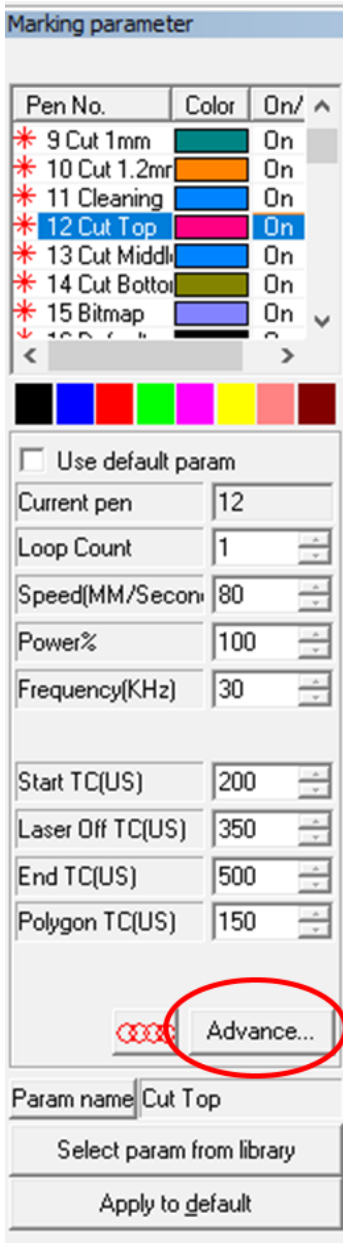 Marking parameter
Pen No. Color On/
9 Cut 1mm On
10 Cut 1.2mr On
11 Cleaning On
12 Cut Top On
13 Cut Middl On
14 Cut Botto On
15 Bitmap On
Use default param
Current pen 12
Loop Count 1
Speed(MM/Secon 80
Power% 100
Frequency(KHz) 30
Start TC(US) 200
Laser Off TC(US) 350
End TC(US) 500
Polygon TC(US) 150
Advance...
Param name Cut Top
Select param from library
Apply to default